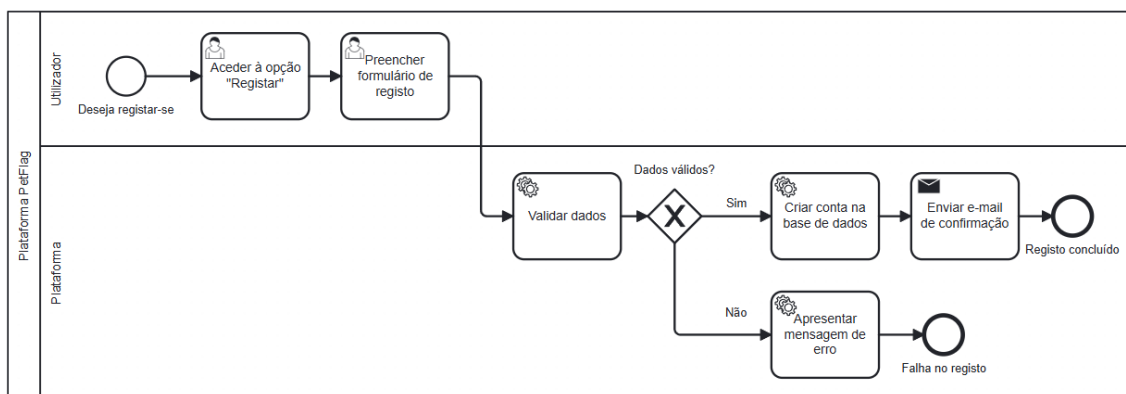 Plataforma PetFlag
Utilizador
Deseja registar-se
Aceder à opção
"Registar"
Preencher
formulário de
registo
Plataforma
Validar dados
Dados válidos?
Sim
Criar conta na
base de dados
Enviar e-mail
de confirmação
Registo concluído
Não
Apresentar
mensagem de
erro
Falha no registo